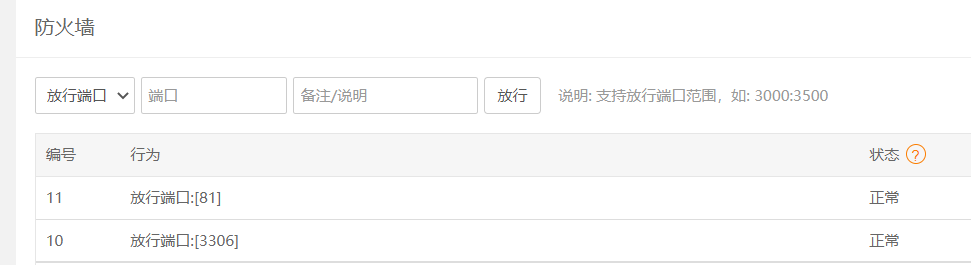 防火墙
放行端口 端口 备注/说明 放行 说明: 支持放行端口范围，如: 3000:3500
编号 行为 状态 ?
11 放行端口:[81] 正常
10 放行端口:[3306] 正常